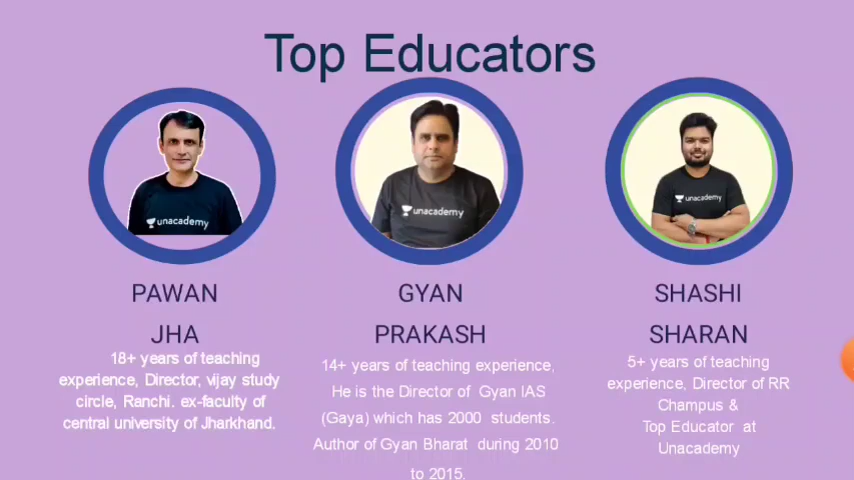 Top Educators
unacademy
unacademy
unacademy
PAWAN
JHA
18+ years of teaching
experience, Director, vijay study
circle, Ranchi. ex-faculty of
central university of Jharkhand.
GYAN
PRAKASH
14+ years of teaching experience,
He is the Director of Gyan IAS
(Gaya) which has 2000 students.
Author of Gyan Bharat during 2010
to 2015.
SHASHI
SHARAN
5+ years of teaching
experience, Director of RR
Champus &
Top Educator at
Unacademy